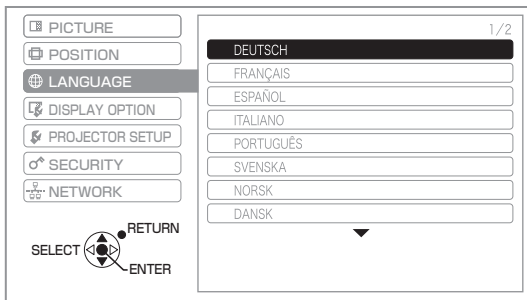 PICTURE
POSITION
LANGUAGE
DISPLAY OPTION
PROJECTOR SETUP
SECURITY
NETWORK
RETURN
SELECT
ENTER
1/2
DEUTSCH
FRANÇAIS
ESPAÑOL
ITALIANO
PORTUGUÊS
SVENSKA
NORSK
DANSK